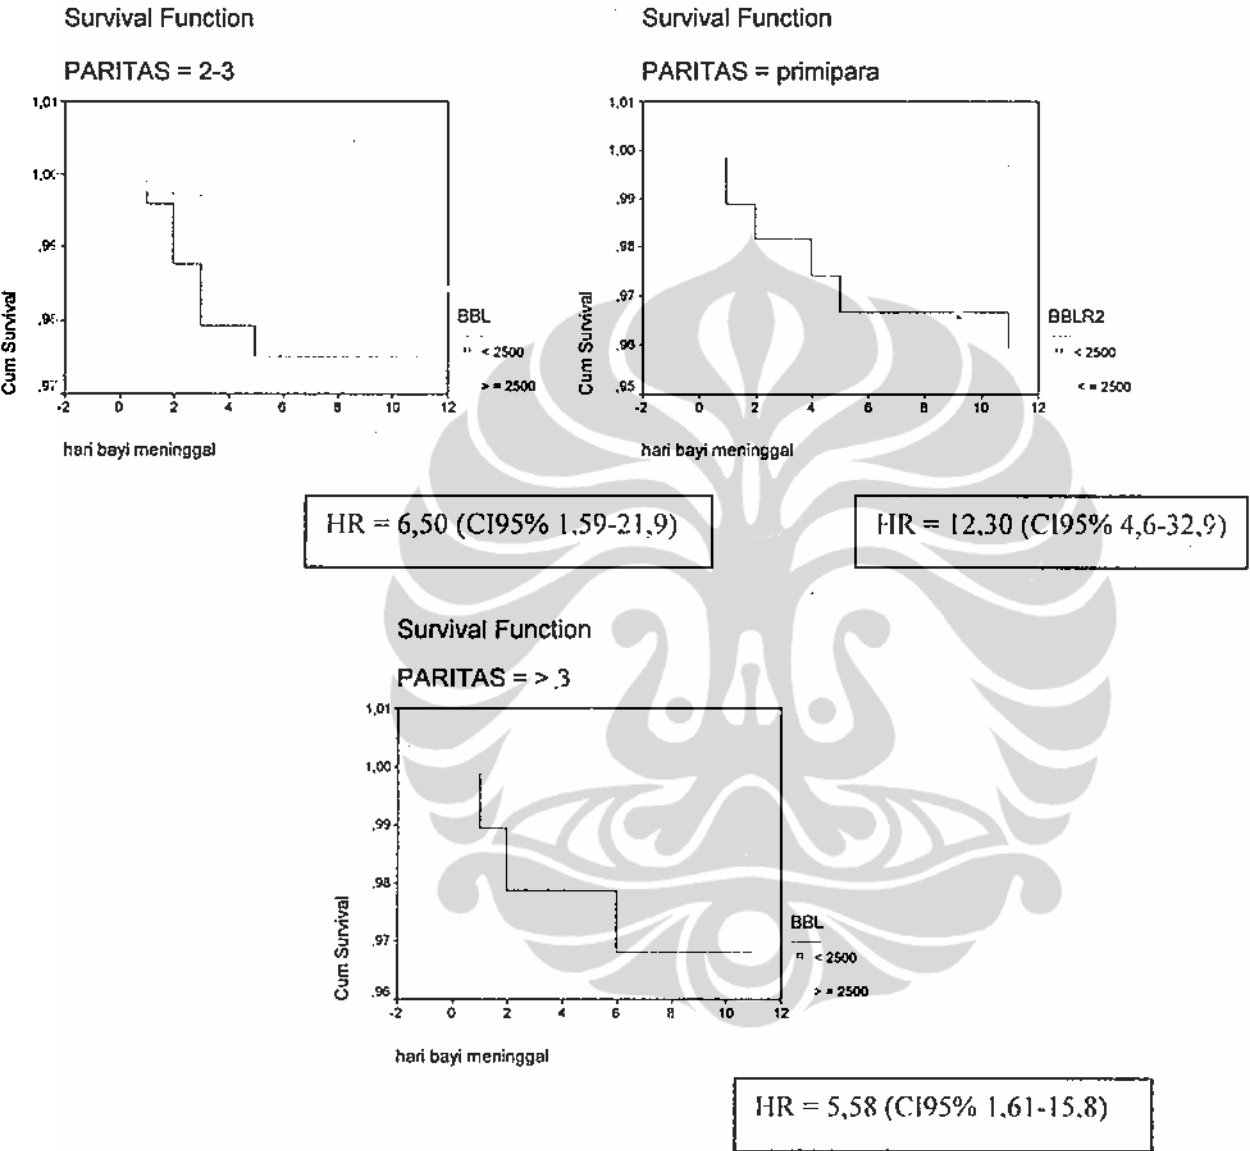 Survival Function
PARITAS = 2-3
1,01
1,00
,99
,98
,97
-2 0 2 4 6 8 10 12
Cum Survival
hari bayi meninggal
BBL
< 2500
> = 2500
HR = 6,50 (CI95% 1,59-21,9)
Survival Function
PARITAS = primipara
1,01
1,00
,99
,98
,97
,96
,95
-2 0 2 4 6 8 10 12
Cum Survival
hari bayi meninggal
BBLR2
< 2500
< = 2500
HR = 12,30 (CI95% 4,6-32,9)
Survival Function
PARITAS = > 3
1,01
1,00
,99
,98
,97
,96
-2 0 2 4 6 8 10 12
Cum Survival
hari bayi meninggal
BBL
< 2500
> = 2500
HR = 5,58 (CI95% 1,61-15,8)